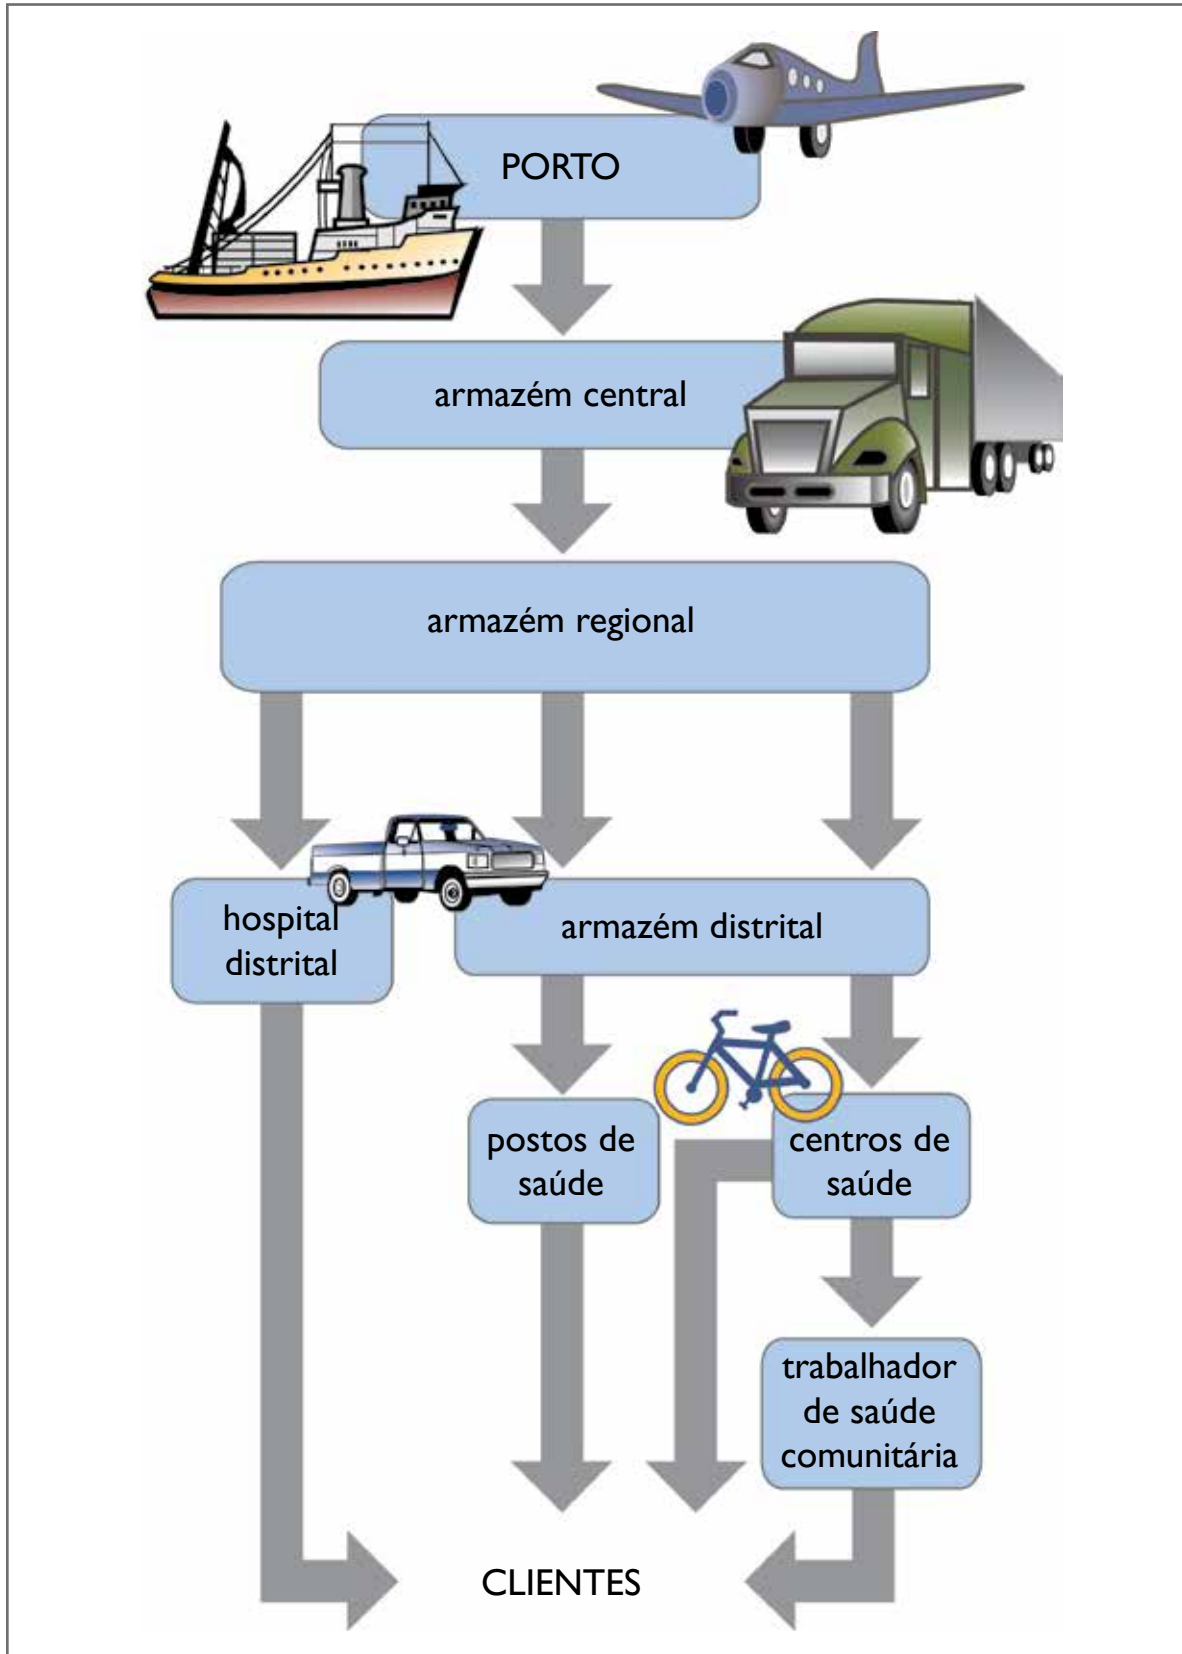 PORTO
armazém central
armazém regional
hospital
distrital
armazém distrital
postos de
saúde
centros de
saúde
trabalhador
de saúde
comunitária
CLIENTES